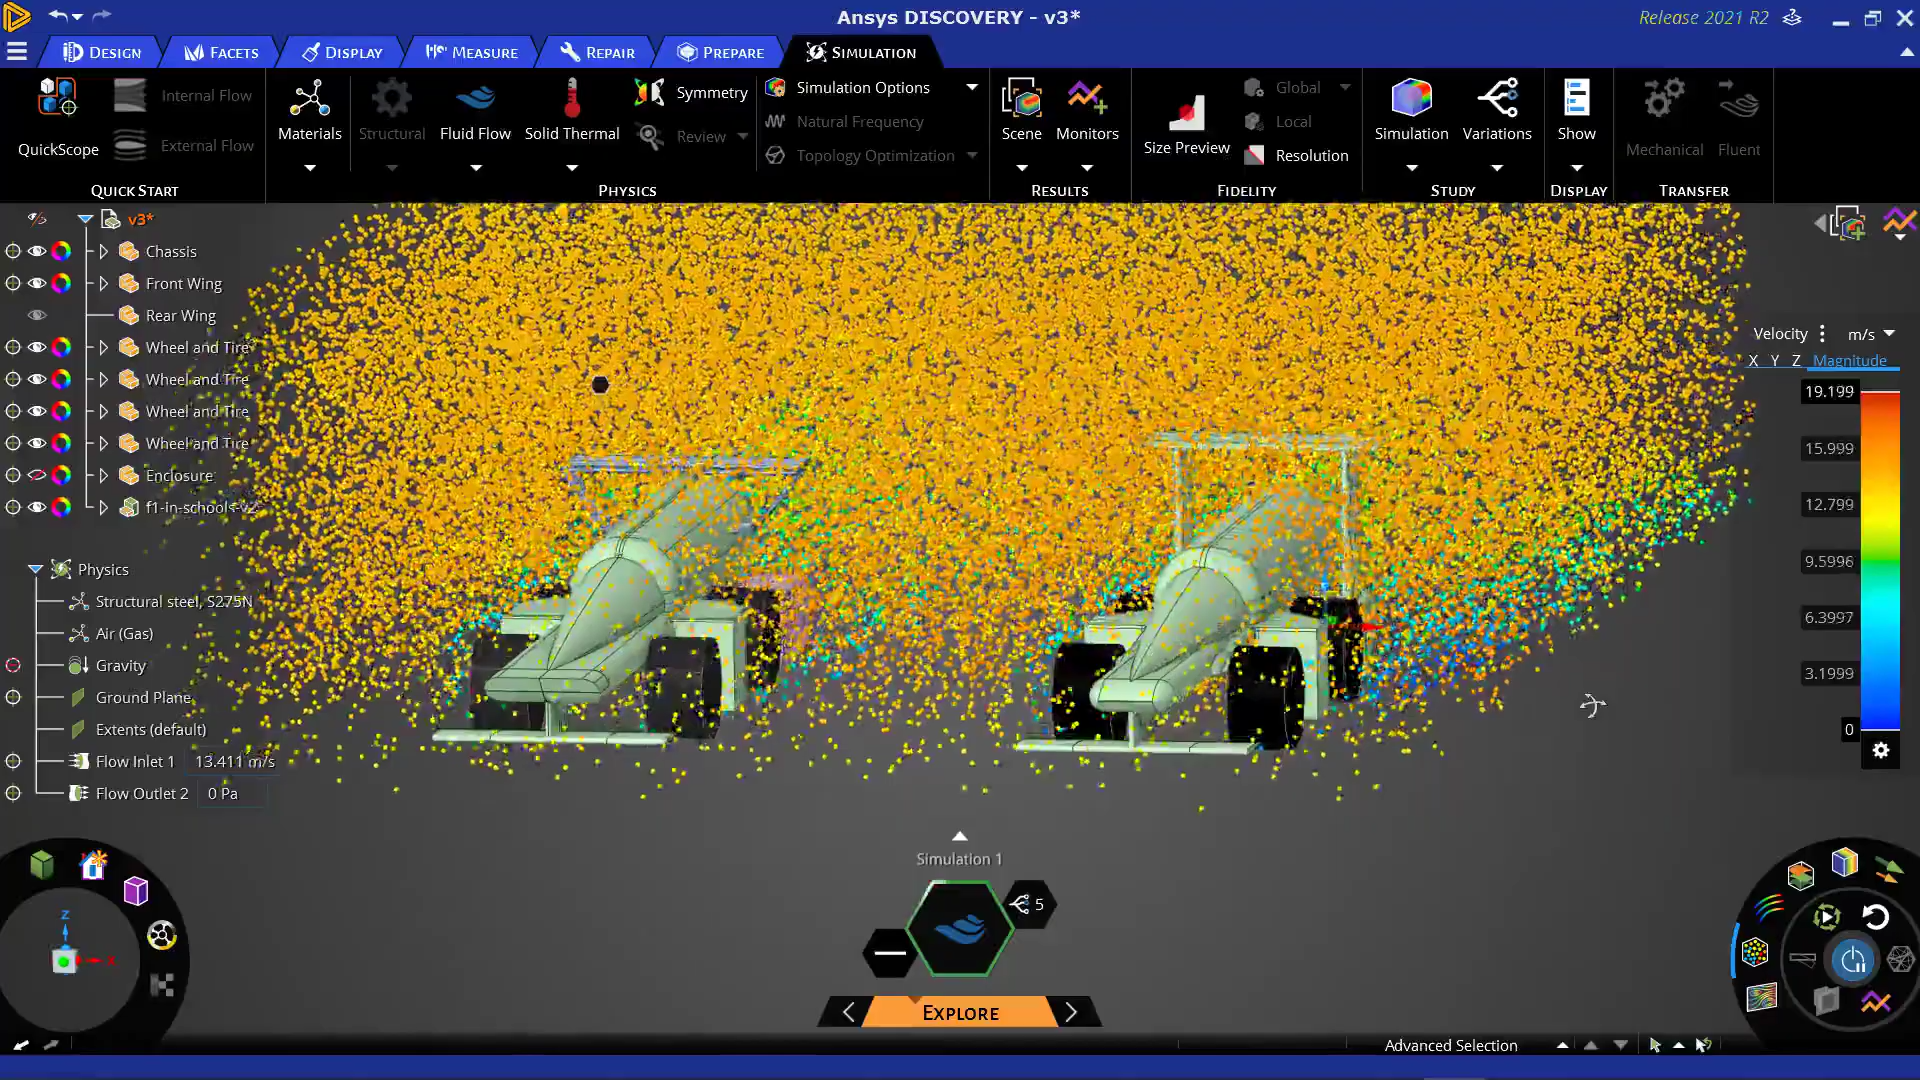 Ansys DISCOVERY - v3*
Release 2021 R2
DESIGN
FACETS
DISPLAY
MEASURE
REPAIR
PREPARE
SIMULATION
QuickScope
Internal Flow
External Flow
QUICK START
Materials
Structural
Fluid Flow
Solid Thermal
Symmetry
Review
Simulation Options
Natural Frequency
Topology Optimization
PHYSICS
Scene
Monitors
RESULTS
Size Preview
Global
Local
Resolution
FIDELITY
Simulation
Variations
STUDY
Show
DISPLAY
Mechanical
Fluent
TRANSFER
v3*
Chassis
Front Wing
Rear Wing
Wheel and Tire
Wheel and Tire
Wheel and Tire
Wheel and Tire
Enclosure
f1-in-schools-v2
Physics
Structural steel, S275N
Air (Gas)
Gravity
Ground Plane
Extents (default)
Flow Inlet 1 13.411 m/s
Flow Outlet 2 0 Pa
Velocity m/s
X Y Z Magnitude
19.199
15.999
12.799
9.5996
6.3997
3.1999
0
Z
Simulation 1
5
EXPLORE
Advanced Selection